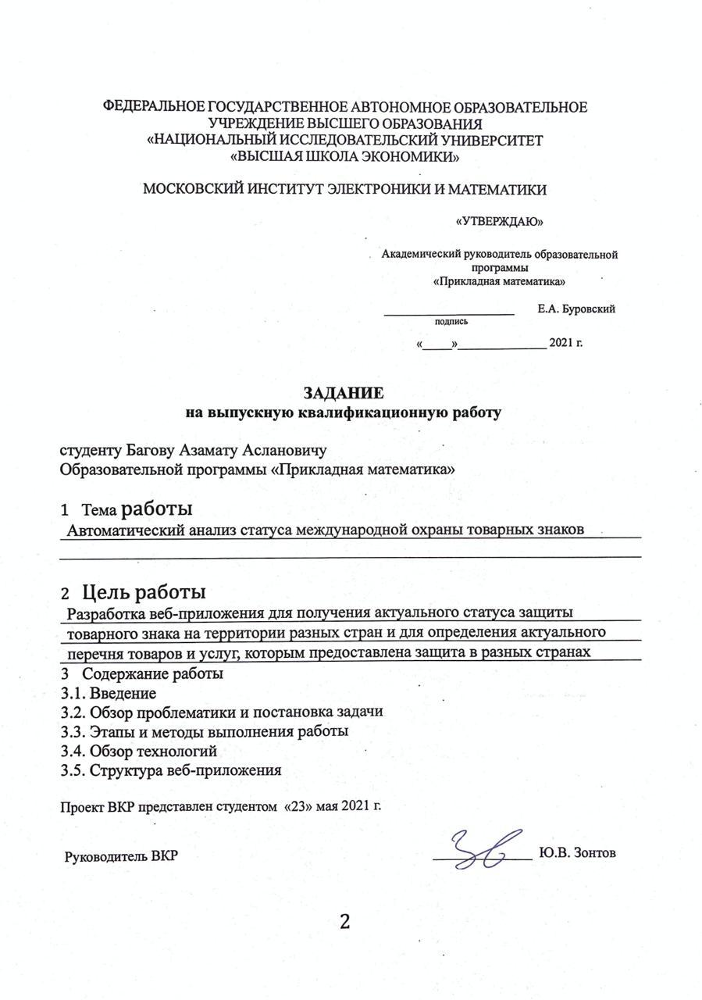 ФЕДЕРАЛЬНОЕ ГОСУДАРСТВЕННОЕ АВТОНОМНОЕ ОБРАЗОВАТЕЛЬНОЕ
УЧРЕЖДЕНИЕ ВЫСШЕГО ОБРАЗОВАНИЯ
«НАЦИОНАЛЬНЫЙ ИССЛЕДОВАТЕЛЬСКИЙ УНИВЕРСИТЕТ
«ВЫСШАЯ ШКОЛА ЭКОНОМИКИ»
МОСКОВСКИЙ ИНСТИТУТ ЭЛЕКТРОНИКИ И МАТЕМАТИКИ
«УТВЕРЖДАЮ»
Академический руководитель образовательной
программы
«Прикладная математика»
____________________ Е.А. Буровский
подпись
«_____»_______________ 2021 г.
ЗАДАНИЕ
на выпускную квалификационную работу
студенту Багову Азамату Аслановичу
Образовательной программы «Прикладная математика»
1 Тема работы
Автоматический анализ статуса международной охраны товарных знаков
2 Цель работы
Разработка веб-приложения для получения актуального статуса защиты
товарного знака на территории разных стран и для определения актуального
перечня товаров и услуг, которым предоставлена защита в разных странах
3 Содержание работы
3.1. Введение
3.2. Обзор проблематики и постановка задачи
3.3. Этапы и методы выполнения работы
3.4. Обзор технологий
3.5. Структура веб-приложения
Проект ВКР представлен студентом «23» мая 2021 г.
Руководитель ВКР ________________ Ю.В. Зонтов
2